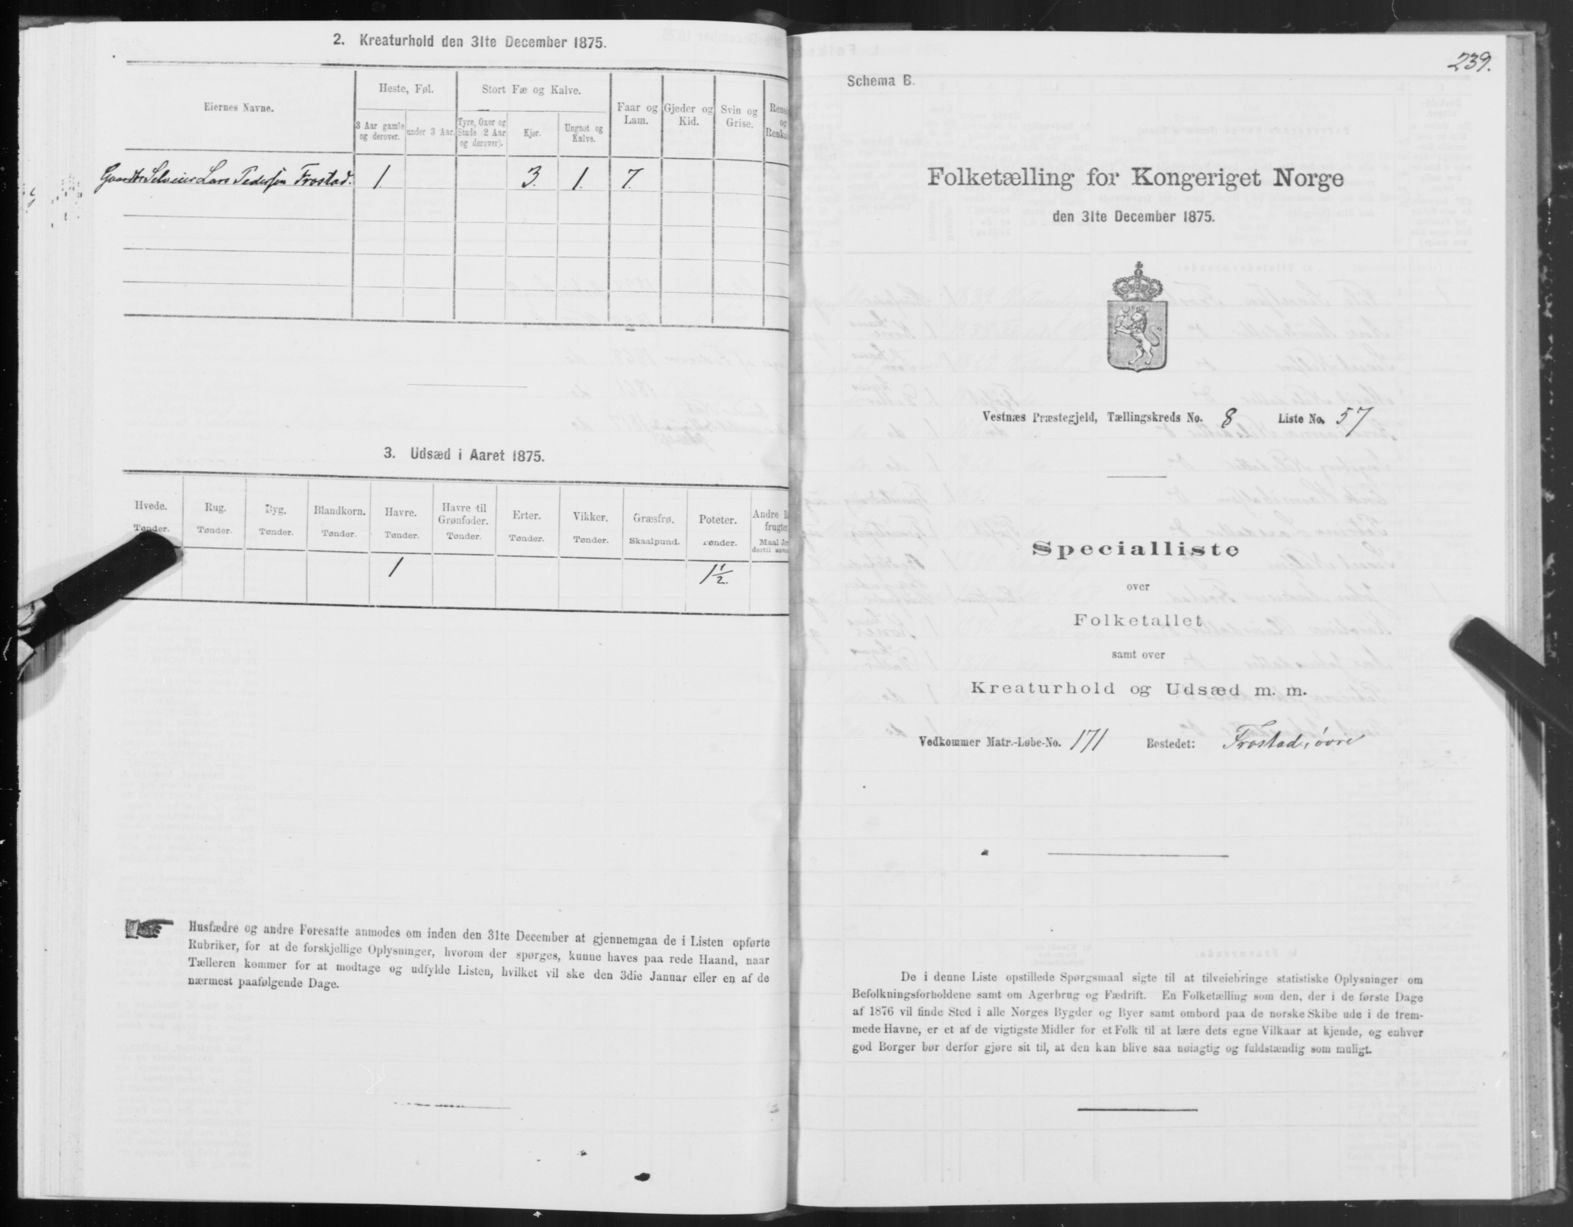 2. Kreaturhold den 31te December 1875.
Eiernes Navne.
Heste, Føl.
Stort Fæ og Kalve.
Faar og Lam.
Gjeder og Kid.
Svin og Grise.
3 Aar gamle og derover.
under 3 Aar.
Tyre, Oxer og Stude 2 Aar og derover).
Kjør.
Ungnøt og Kalve.
Gaardbr Selveier Lars Pedersen Frostad. 1 3. 1. 7.
3. Udsæd i Aaret 1875.
Hvede. Rug. Byg. Blandkorn. Havre. Havre til Grønfoder. Erter. Vikker. Græsfrø. Poteter.
Tønder. Tønder. Tønder. Tønder. Tønder. Tønder. Tønder. Tønder. Skaalpund. Tønder.
1 1½.
Husfædre og andre Foresatte anmodes om inden den 31te December at gjennemgaa de i Listen opførte
Rubriker, for at de forskjellige Oplysninger, hvorom der spørges, kunne haves paa rede Haand, naar
Tælleren kommer for at modtage og udfylde Listen, hvilket vil ske den 3die Januar eller en af de
nærmest paafølgende Dage.
239.
Schema B.
Folketælling for Kongeriget Norge
den 31te December 1875.
Vestnæs Præstegjeld, Tællingskreds No. 8 Liste No. 57
Specialliste
over
Folketallet
samt over
Kreaturhold og Udsæd m. m.
Vedkommer Matr.-Løbe-No. 171 Bostedet: Frostad, øvre
De i denne Liste opstillede Spørgsmaal sigte til at tilveiebringe statistiske Oplysninger om
Befolkningsforholdene samt om Agerbrug og Fædrift. En Folketælling som den, der i de første Dage
af 1876 vil finde Sted i alle Norges Bygder og Byer samt ombord paa de norske Skibe ude i de frem-
mede Havne, er et af de vigtigste Midler for et Folk til at lære dets egne Vilkaar at kjende, og enhver
god Borger bør derfor gjøre sit til, at den kan blive saa nøiagtig og fuldstændig som muligt.